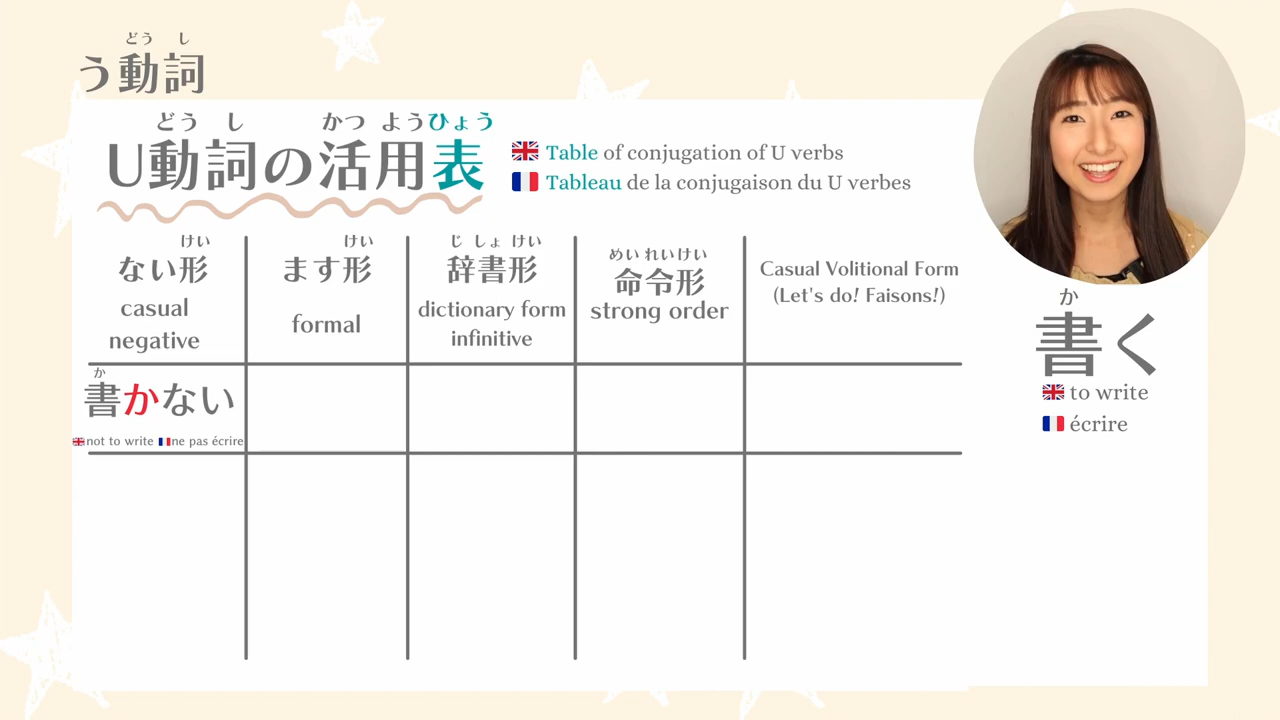 どう し
う動詞
どう し かつ ようひょう
U動詞の活用表
Table of conjugation of U verbs
Tableau de la conjugaison du U verbes
けい
ない形
casual
negative
けい
ます形
formal
じ しょ けい
辞書形
dictionary form
infinitive
めい れいけい
命令形
strong order
Casual Volitional Form
(Let's do! Faisons!)
か
書かない
not to write ne pas écrire
か
書く
to write
écrire